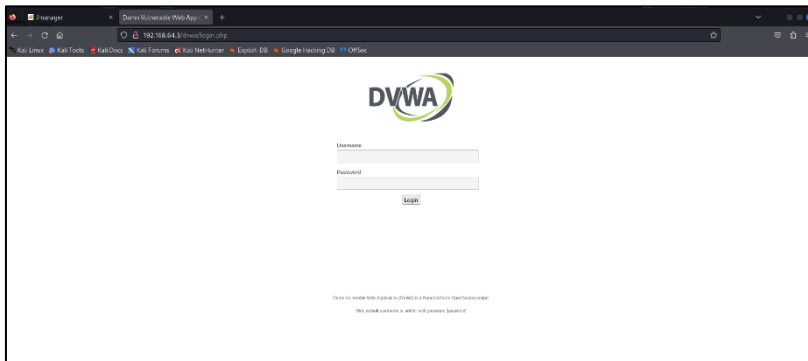 Jmanager
Damn Vulnerable Web App (
192.168.64.3/dvwa/login.php
Kali Linux Kali Tools Kali Docs Kali Forums Kali NetHunter Exploit-DB Google Hacking DB OffSec
DVWA
Username
Password
Login
Damn Vulnerable Web Application (DVWA) is a RandomStorm OpenSource project
Hint: default username is 'admin' with password 'password'